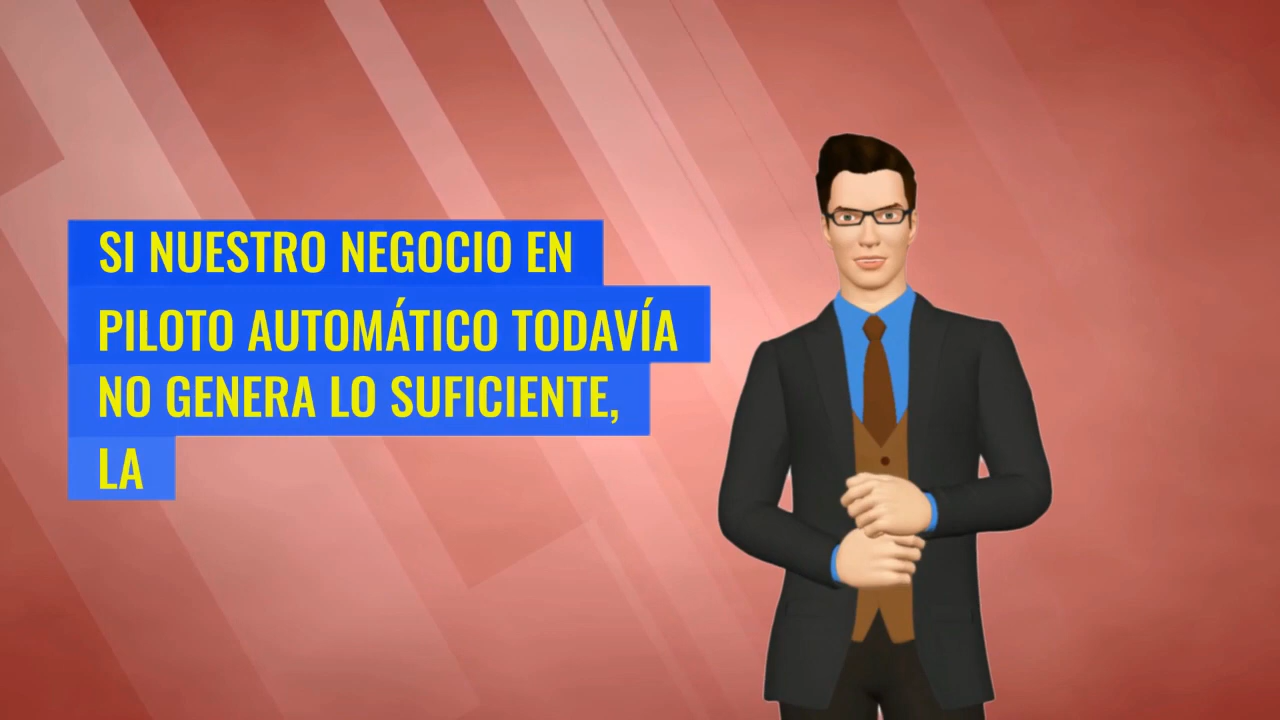 SI NUESTRO NEGOCIO EN
PILOTO AUTOMÁTICO TODAVÍA
NO GENERA LO SUFICIENTE,
LA